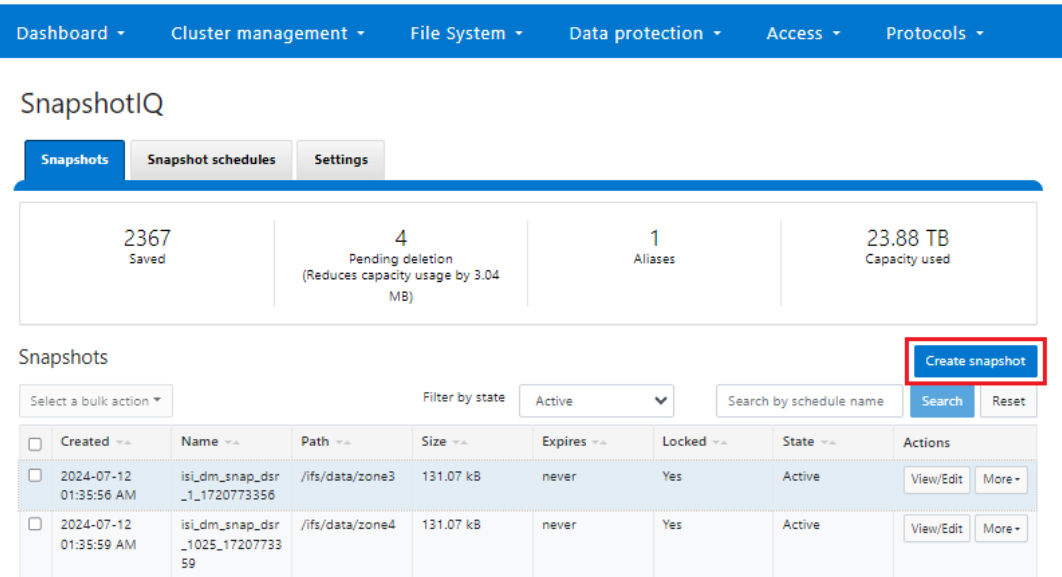 Dashboard Cluster management File System Data protection Access Protocols
SnapshotIQ
Snapshots Snapshot schedules Settings
2367 4 1 23.88 TB
Saved Pending deletion Aliases Capacity used
(Reduces capacity usage by 3.04
MB)
Snapshots
Create snapshot
Select a bulk action Filter by state Active Search by schedule name Search Reset
Created Name Path Size Expires Locked State Actions
2024-07-12 isi_dm_snap_dsr /ifs/data/zone3 131.07 kB never Yes Active View/Edit More
01:35:56 AM _1_1720773356
2024-07-12 isi_dm_snap_dsr /ifs/data/zone4 131.07 kB never Yes Active View/Edit More
01:35:59 AM _1025_17207733
59